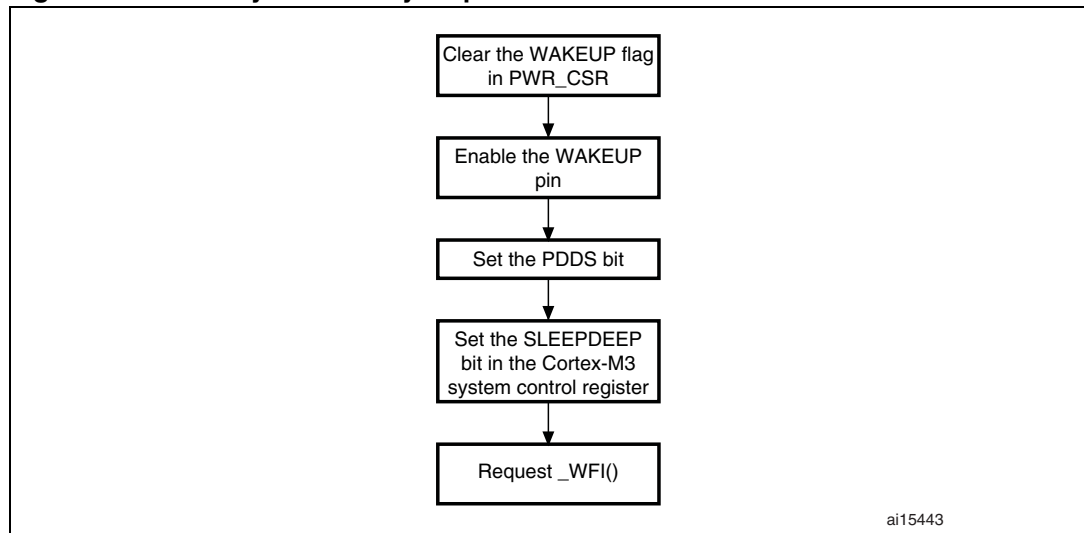 Clear the WAKEUP flag
in PWR_CSR
Enable the WAKEUP
pin
Set the PDDS bit
Set the SLEEPDEEP
bit in the Cortex-M3
system control register
Request _WFI()
ai15443